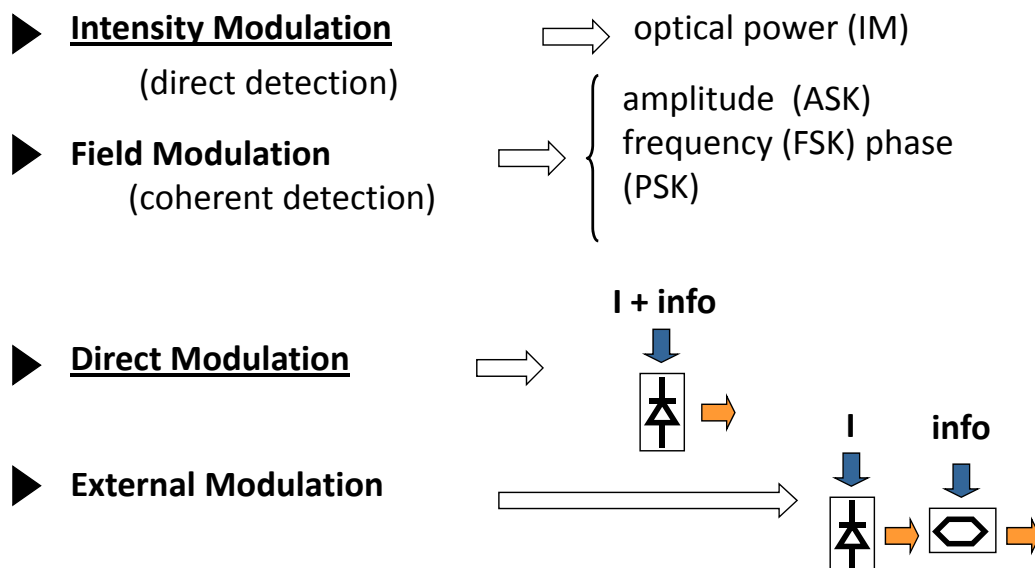 Intensity Modulation
optical power (IM)
(direct detection)
amplitude (ASK)
frequency (FSK) phase
Field Modulation
(PSK)
(coherent detection)
I + info
Direct Modulation
I
info
External Modulation